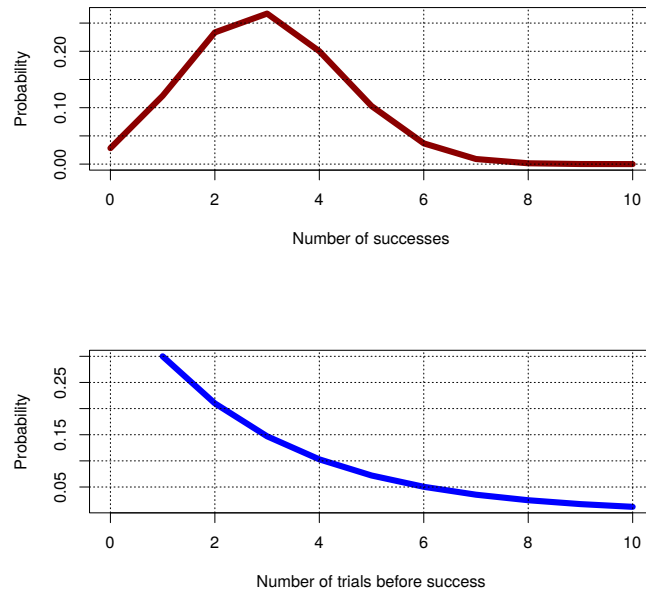 Probability
0.20
0.10
0.00
0 2 4 6 8 10
Number of successes
Probability
0.25
0.15
0.05
0 2 4 6 8 10
Number of trials before success